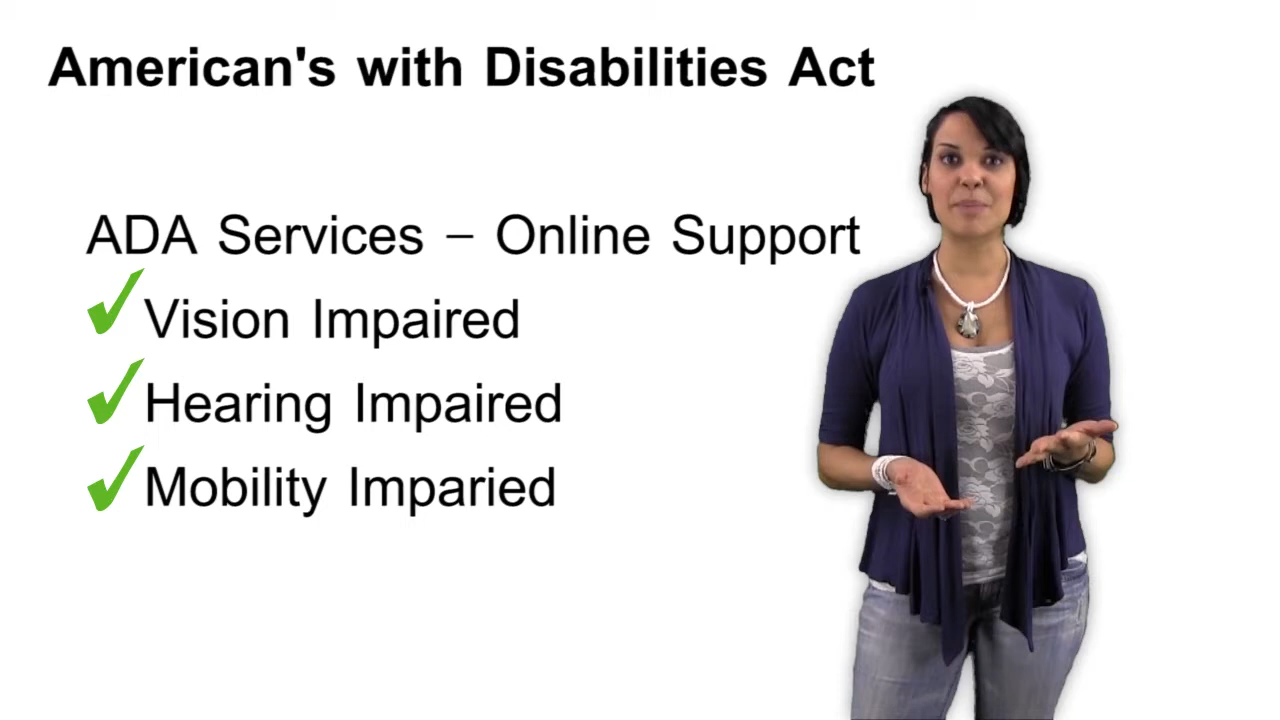 American's with Disabilities Act
ADA Services – Online Support
Vision Impaired
Hearing Impaired
Mobility Imparied